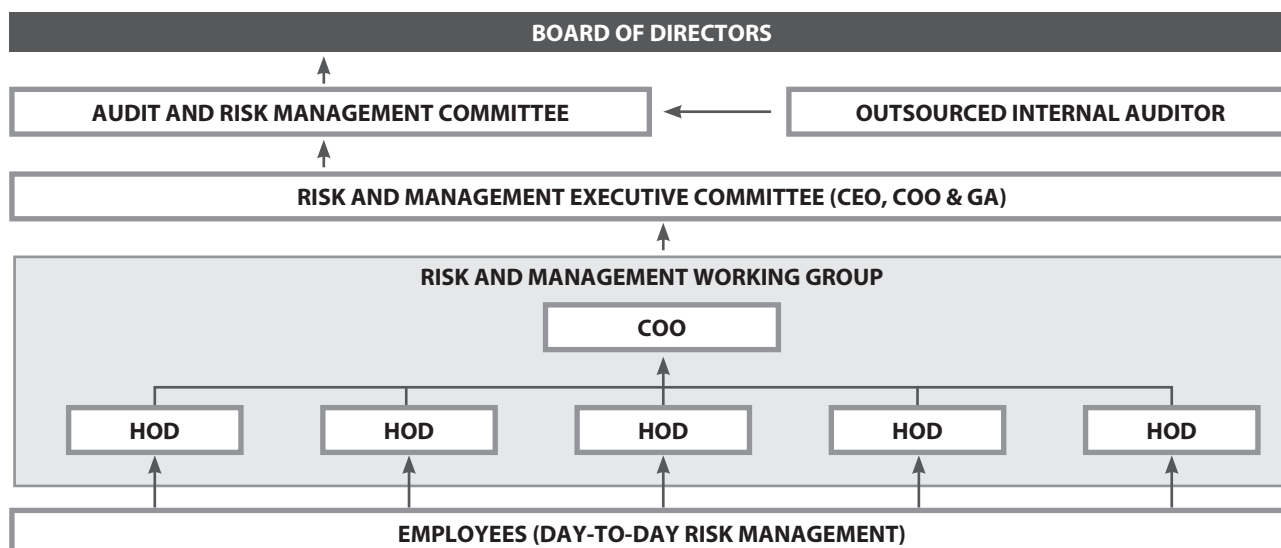 BOARD OF DIRECTORS
AUDIT AND RISK MANAGEMENT COMMITTEE
OUTSOURCED INTERNAL AUDITOR
RISK AND MANAGEMENT EXECUTIVE COMMITTEE (CEO, COO & GA)
RISK AND MANAGEMENT WORKING GROUP
COO
HOD
HOD
HOD
HOD
HOD
EMPLOYEES (DAY-TO-DAY RISK MANAGEMENT)